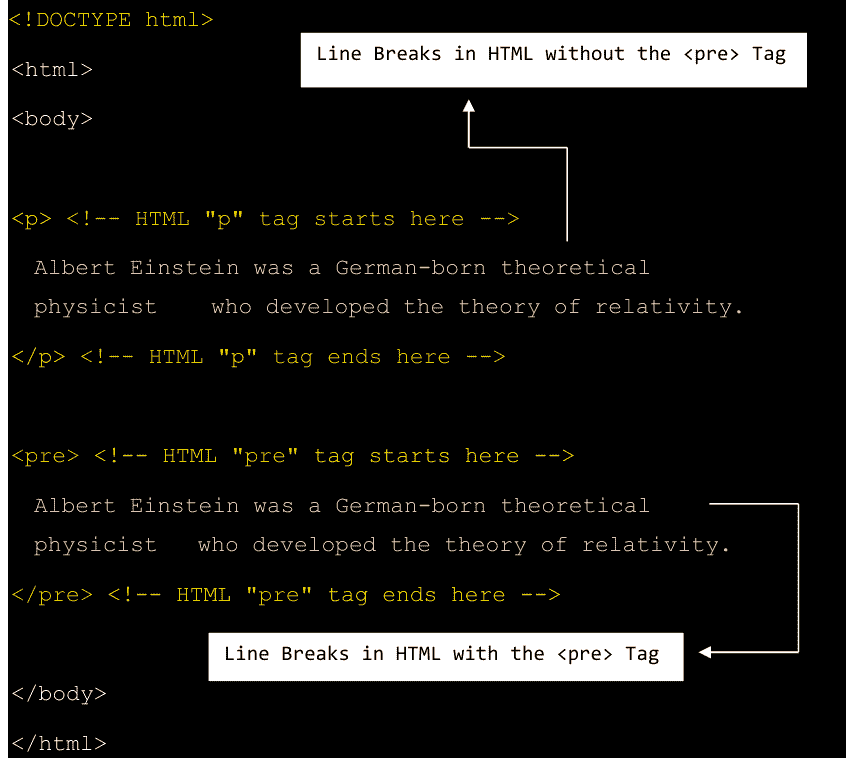 <!DOCTYPE html>
Line Breaks in HTML without the <pre> Tag
<html>
<body>
<p> <!-- HTML "p" tag starts here -->
Albert Einstein was a German-born theoretical
physicist    who developed the theory of relativity.
</p> <!-- HTML "p" tag ends here -->
<pre> <!-- HTML "pre" tag starts here -->
Albert Einstein was a German-born theoretical
physicist   who developed the theory of relativity.
</pre> <!-- HTML "pre" tag ends here -->
Line Breaks in HTML with the <pre> Tag
</body>
</html>